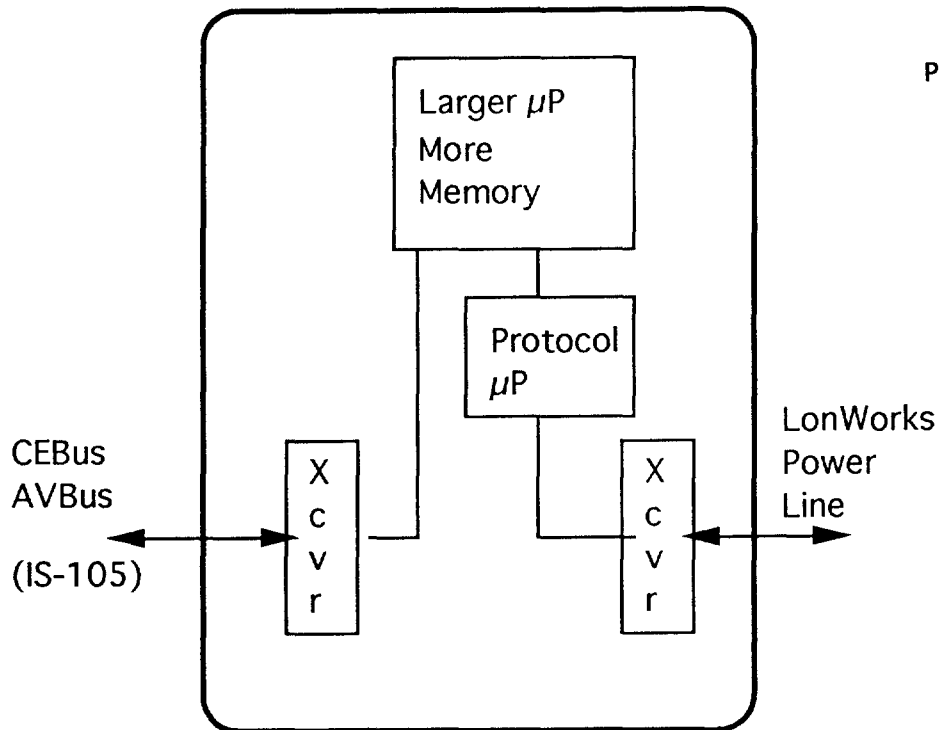 P
Larger µP
More
Memory
Protocol
µP
CEBus
AVBus
(IS-105)
X
c
v
r
X
c
v
r
LonWorks
Power
Line